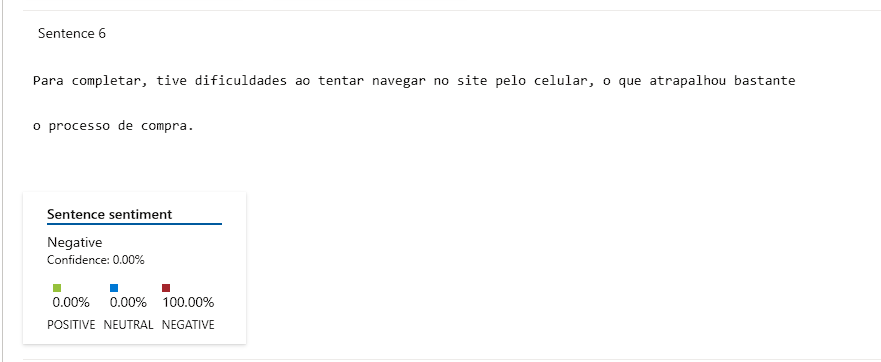 Sentence 6
Para completar, tive dificuldades ao tentar navegar no site pelo celular, o que atrapalhou bastante
o processo de compra.
Sentence sentiment
Negative
Confidence: 0.00%
0.00% 0.00% 100.00%
POSITIVE NEUTRAL NEGATIVE